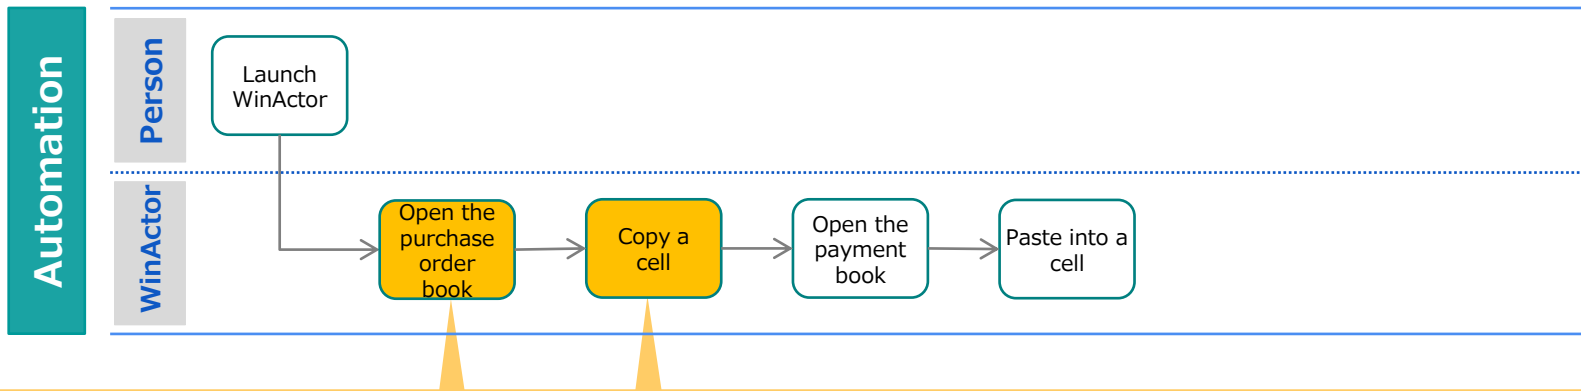 Automation
Person
Launch
WinActor
WinActor
Open the
purchase
order
book
Copy a
cell
Open the
payment
book
Paste into a
cell